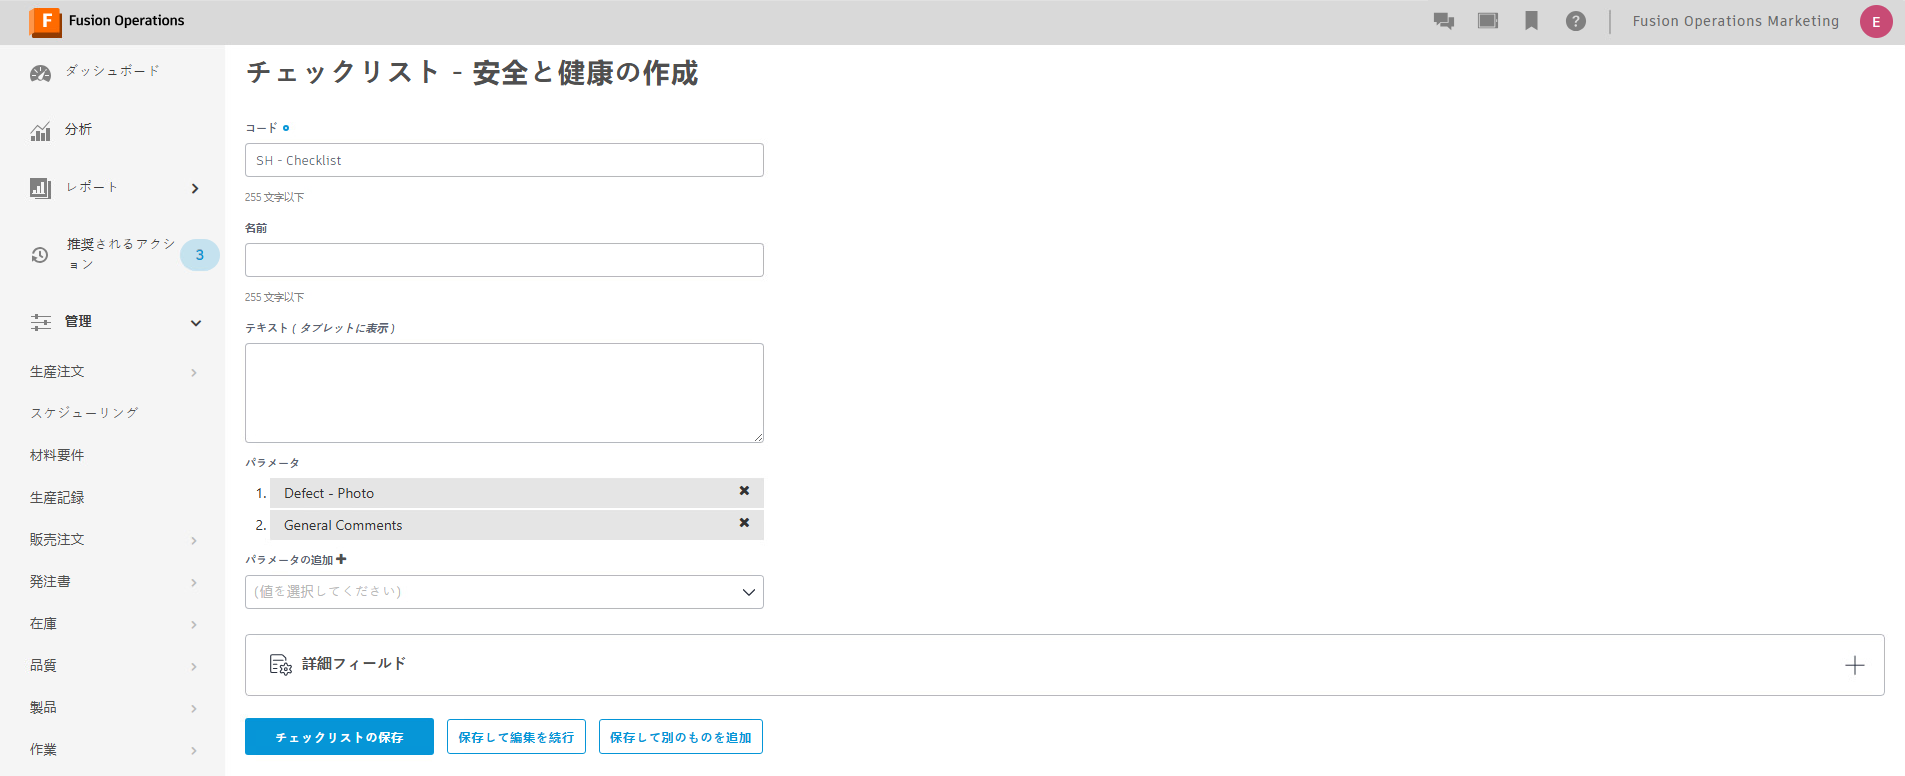 F Fusion Operations
Fusion Operations Marketing
E
ダッシュボード
分析
レポート
推奨されるアクシ
ョン
3
管理
生産注文
スケジューリング
材料要件
生産記録
販売注文
発注書
在庫
品質
製品
作業
チェックリスト - 安全と健康の作成
コード
SH - Checklist
255 文字以下
名前
255 文字以下
テキスト ( タブレットに表示 )
パラメータ
1. Defect - Photo
2. General Comments
パラメータの追加
(値を選択してください)
詳細フィールド
チェックリストの保存
保存して編集を続行
保存して別のものを追加